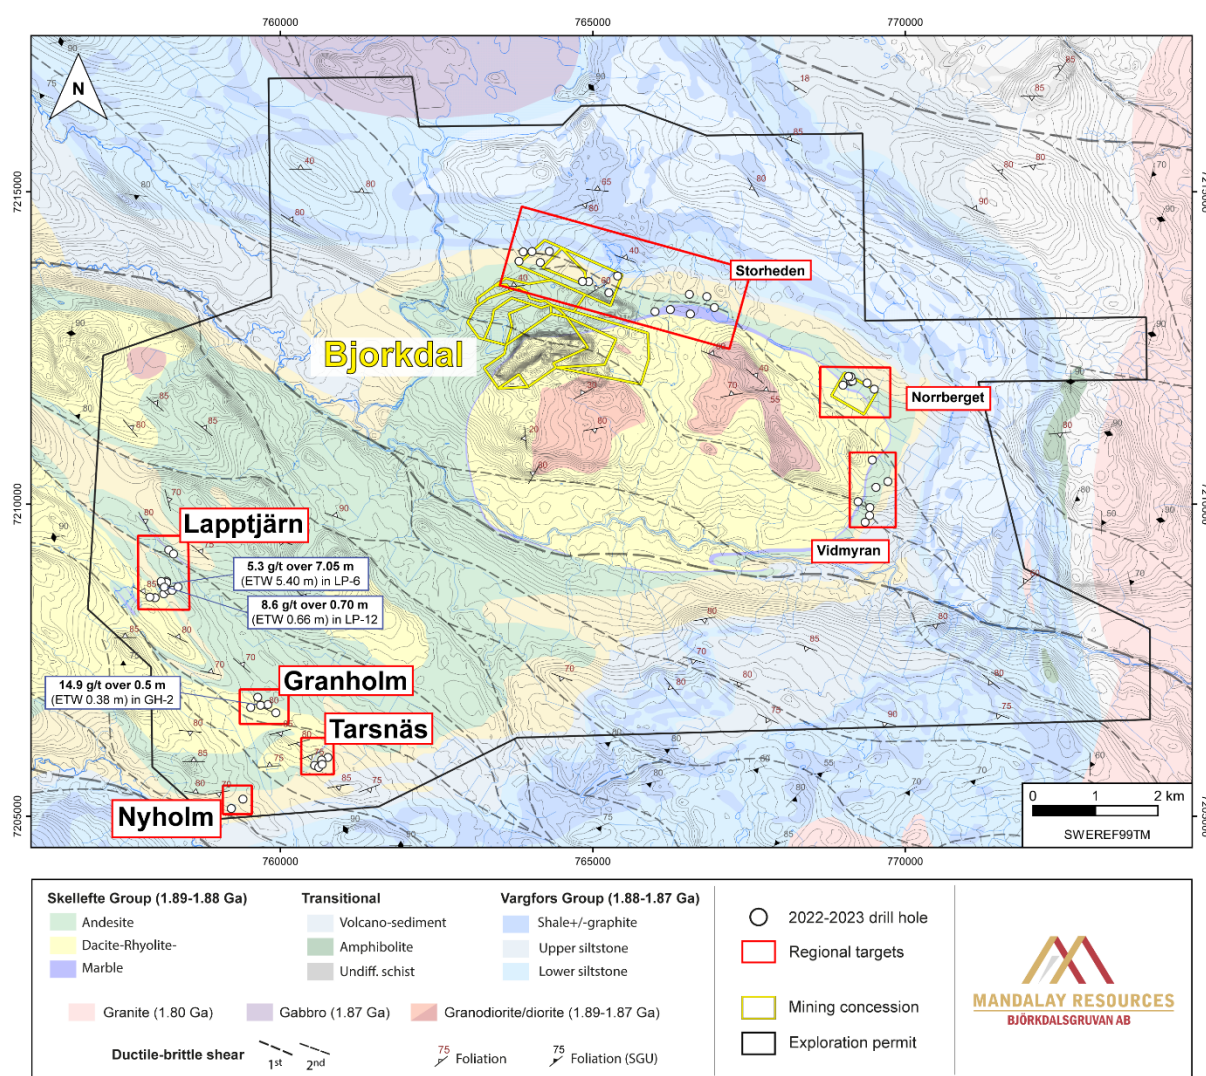 760000
765000
770000
7215000
7210000
7205000
N
Storheden
Bjorkdal
Norrberget
Lapptjärn
Vidmyran
5.3 g/t over 7.05 m
(ETW 5.40 m) in LP-6
8.6 g/t over 0.70 m
(ETW 0.66 m) in LP-12
14.9 g/t over 0.5 m
(ETW 0.38 m) in GH-2
Granholm
Tarsnäs
Nyholm
0 1 2 km
SWEREF99TM
760000
765000
770000
Skellefte Group (1.89-1.88 Ga)
Andesite
Dacite-Rhyolite-
Marble
Transitional
Volcano-sediment
Amphibolite
Undiff. schist
Vargfors Group (1.88-1.87 Ga)
Shale+/-graphite
Upper siltstone
Lower siltstone
Granite (1.80 Ga)
Gabbro (1.87 Ga)
Granodiorite/diorite (1.89-1.87 Ga)
Ductile-brittle shear
1st
2nd
75
Foliation
75
Foliation (SGU)
2022-2023 drill hole
Regional targets
Mining concession
Exploration permit
MANDALAY RESOURCES
BJÖRKDALSGRUVAN AB